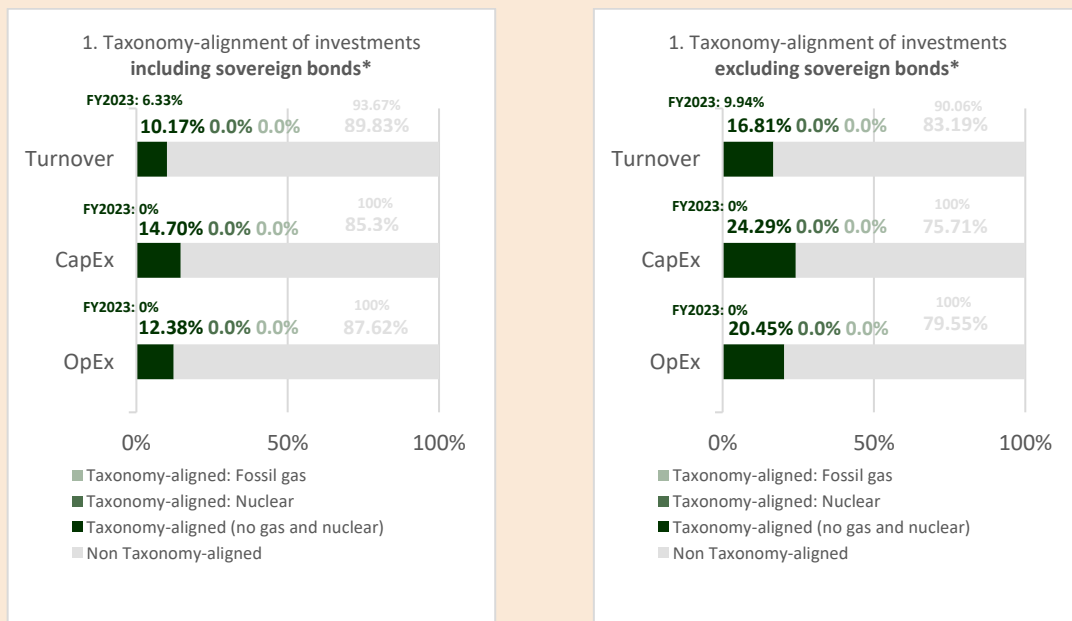 1. Taxonomy-alignment of investments
including sovereign bonds*
FY2023: 6.33%
93.67%
10.17% 0.0% 0.0%
89.83%
Turnover
FY2023: 0%
100%
14.70% 0.0% 0.0%
85.3%
CapEx
FY2023: 0%
100%
12.38% 0.0% 0.0%
87.62%
OpEx
0%
50%
100%
Taxonomy-aligned: Fossil gas
Taxonomy-aligned: Nuclear
Taxonomy-aligned (no gas and nuclear)
Non Taxonomy-aligned
1. Taxonomy-alignment of investments
excluding sovereign bonds*
FY2023: 9.94%
90.06%
16.81% 0.0% 0.0%
83.19%
Turnover
FY2023: 0%
100%
24.29% 0.0% 0.0%
75.71%
CapEx
FY2023: 0%
100%
20.45% 0.0% 0.0%
79.55%
OpEx
0%
50%
100%
Taxonomy-aligned: Fossil gas
Taxonomy-aligned: Nuclear
Taxonomy-aligned (no gas and nuclear)
Non Taxonomy-aligned